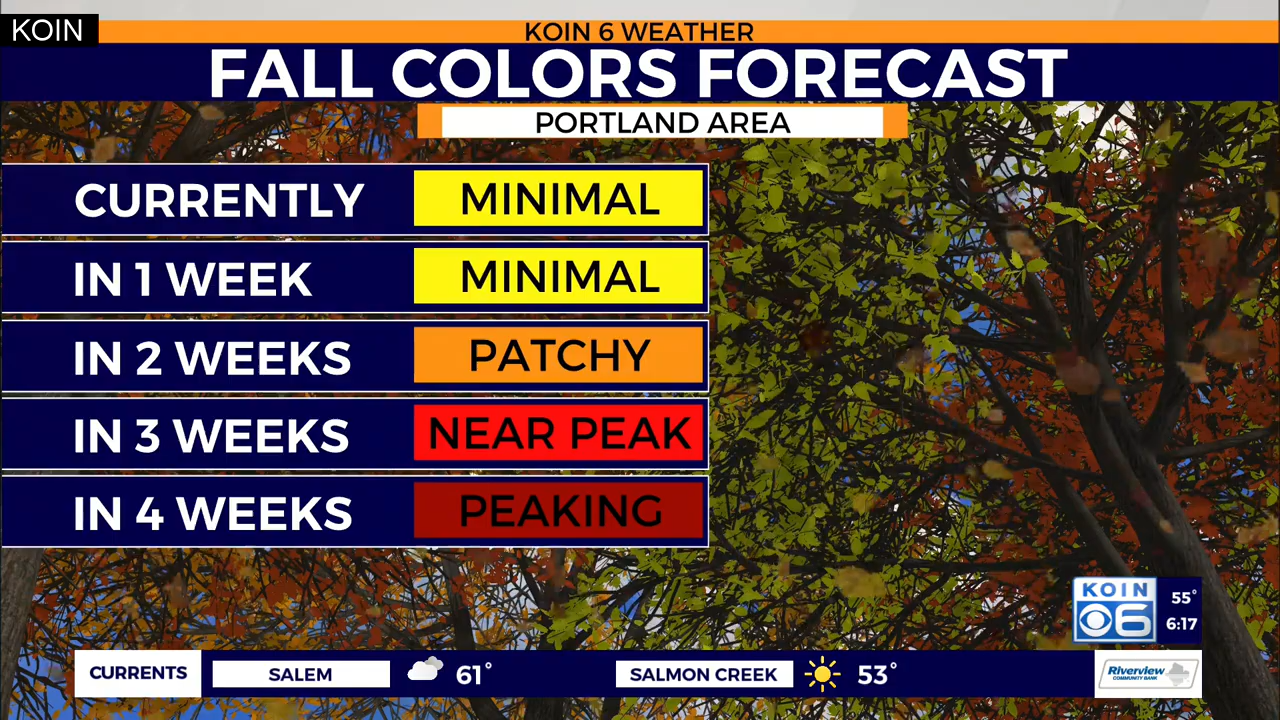 KOIN
KOIN 6 WEATHER
FALL COLORS FORECAST
PORTLAND AREA
CURRENTLY MINIMAL
IN 1 WEEK MINIMAL
IN 2 WEEKS PATCHY
IN 3 WEEKS NEAR PEAK
IN 4 WEEKS PEAKING
KOIN 55°
6 6:17
CURRENTS SALEM 61° SALMON CREEK 53° Riverview
COMMUNITY BANK